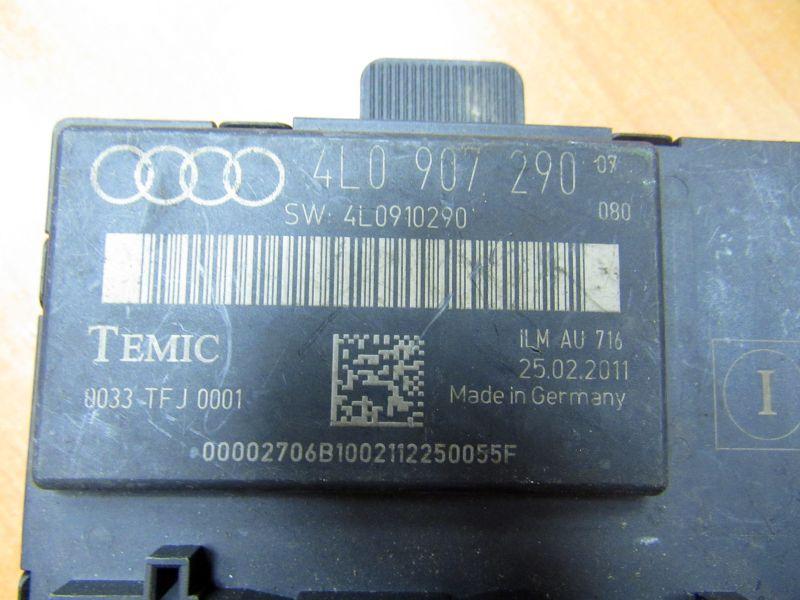 4L0 907 290 07
SW: 4L0910290 080
TEMIC
ILM AU 716
25.02.2011
8033 TFJ 0001
Made in Germany
00002706B1002112250055F
I